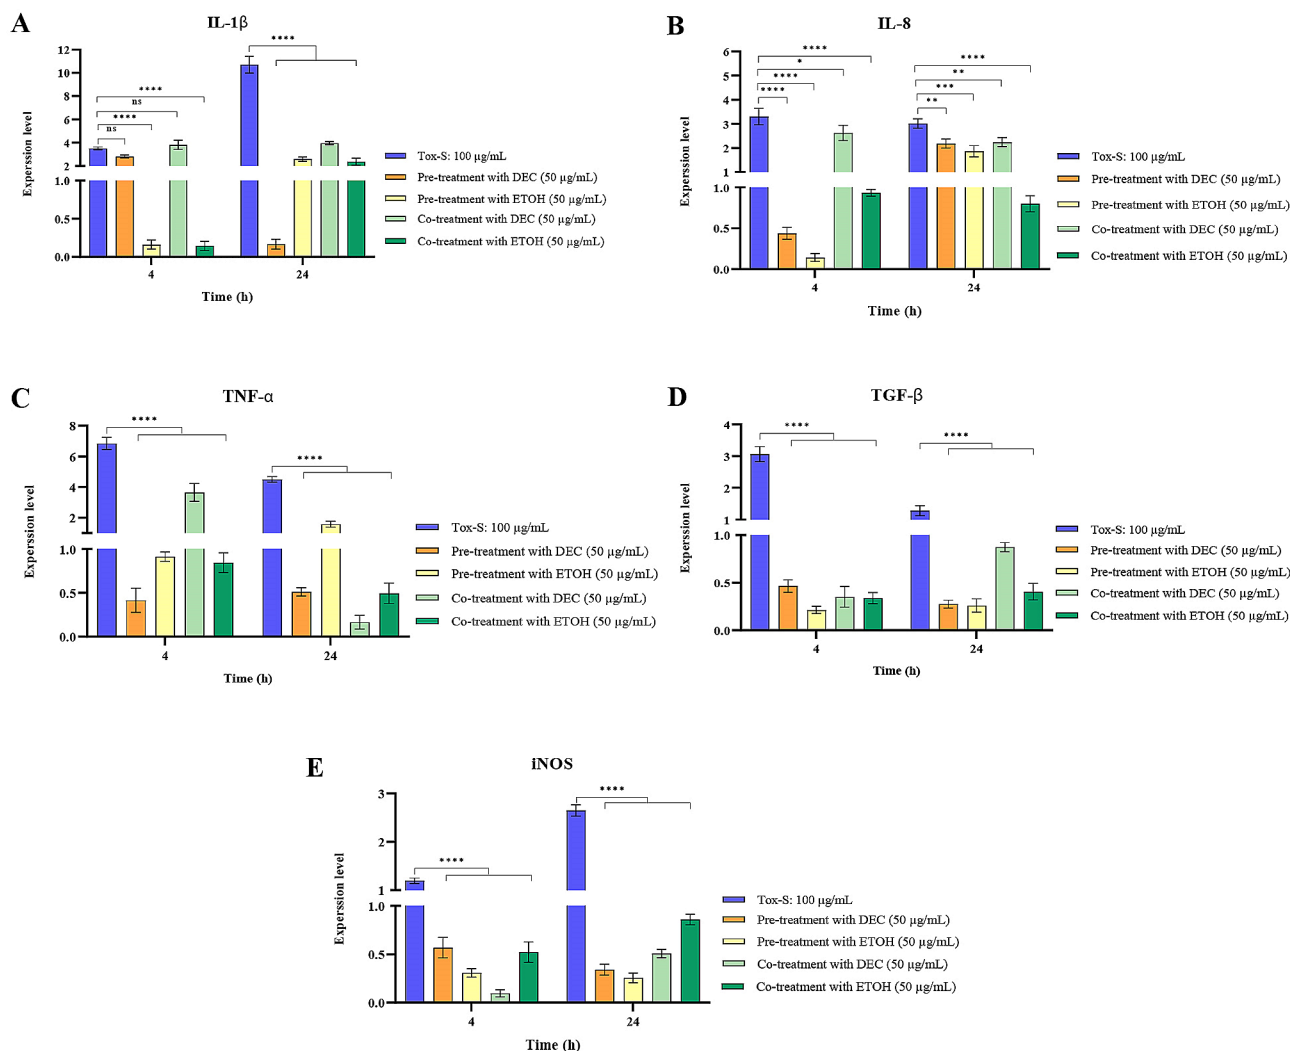 A
IL-1β
Experssion level
12
10
8
6
4
2
1.0
0.5
0.0
****
ns
****
ns
****
4
24
Time (h)
Tox-S: 100 µg/mL
Pre-treatment with DEC (50 µg/mL)
Pre-treatment with ETOH (50 µg/mL)
Co-treatment with DEC (50 µg/mL)
Co-treatment with ETOH (50 µg/mL)
B
IL-8
Experssion level
6
5
4
3
2
1
1.0
0.5
0.0
****
*
****
****
****
**
***
**
4
24
Time (h)
Tox-S: 100 µg/mL
Pre-treatment with DEC (50 µg/mL)
Pre-treatment with ETOH (50 µg/mL)
Co-treatment with DEC (50 µg/mL)
Co-treatment with ETOH (50 µg/mL)
C
TNF-α
Experssion level
8
6
4
2
1.0
0.5
0.0
****
****
4
24
Time (h)
Tox-S: 100 µg/mL
Pre-treatment with DEC (50 µg/mL)
Pre-treatment with ETOH (50 µg/mL)
Co-treatment with DEC (50 µg/mL)
Co-treatment with ETOH (50 µg/mL)
D
TGF-β
Experssion level
4
3
2
1
1.0
0.5
0.0
****
****
4
24
Time (h)
Tox-S: 100 µg/mL
Pre-treatment with DEC (50 µg/mL)
Pre-treatment with ETOH (50 µg/mL)
Co-treatment with DEC (50 µg/mL)
Co-treatment with ETOH (50 µg/mL)
E
iNOS
Experssion level
3
2
1
1.0
0.5
0.0
****
****
4
24
Time (h)
Tox-S: 100 µg/mL
Pre-treatment with DEC (50 µg/mL)
Pre-treatment with ETOH (50 µg/mL)
Co-treatment with DEC (50 µg/mL)
Co-treatment with ETOH (50 µg/mL)